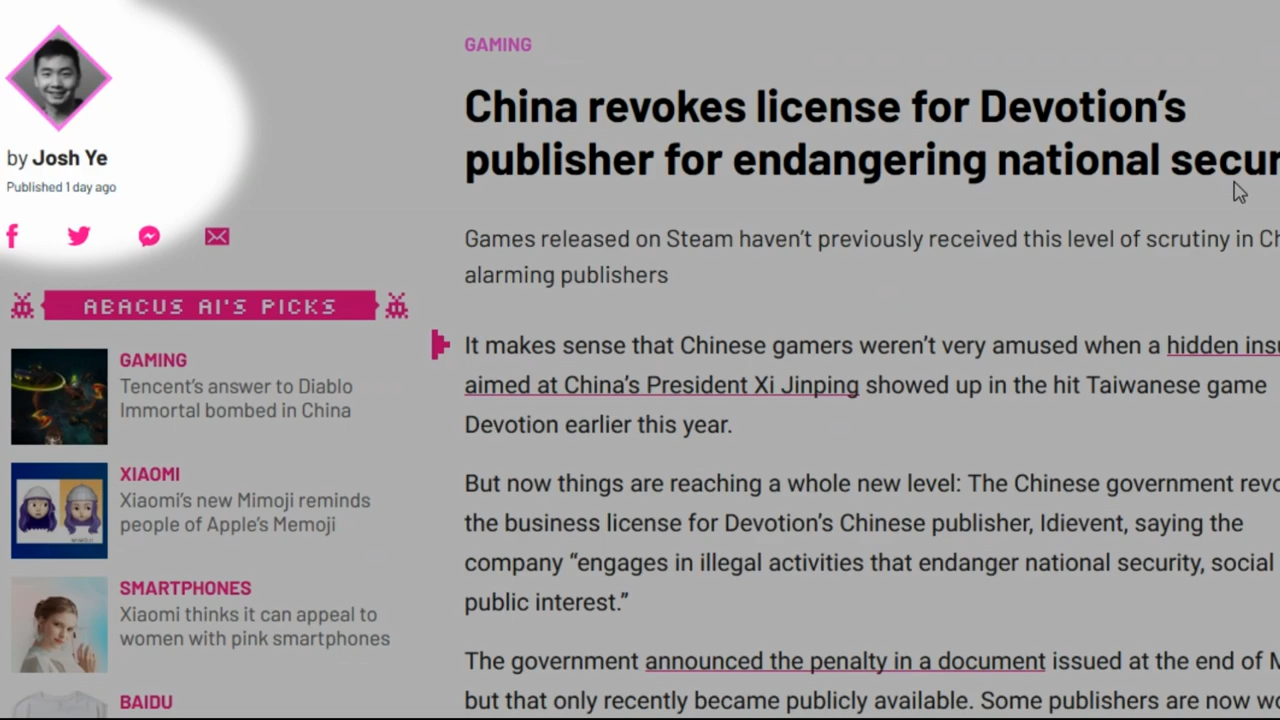 by Josh Ye
Published 1 day ago
ABACUS AI'S PICKS
GAMING
Tencent's answer to Diablo
Immortal bombed in China
XIAOMI
Xiaomi's new Mimoji reminds
people of Apple's Memoji
MIMOJI
SMARTPHONES
Xiaomi thinks it can appeal to
women with pink smartphones
BAIDU
GAMING
China revokes license for Devotion's
publisher for endangering national secur
Games released on Steam haven't previously received this level of scrutiny in Ch
alarming publishers
It makes sense that Chinese gamers weren't very amused when a hidden insu
aimed at China's President Xi Jinping showed up in the hit Taiwanese game
Devotion earlier this year.
But now things are reaching a whole new level: The Chinese government revo
the business license for Devotion's Chinese publisher, Idievent, saying the
company “engages in illegal activities that endanger national security, social
public interest.”
The government announced the penalty in a document issued at the end of M
but that only recently became publicly available. Some publishers are now wo